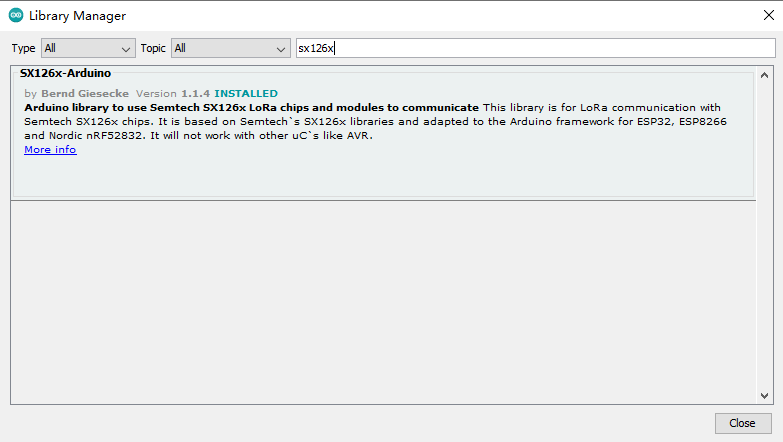 Library Manager
Type All Topic All sx126x
SX126x-Arduino
by Bernd Giesecke Version 1.1.4 INSTALLED
Arduino library to use Semtech SX126x LoRa chips and modules to communicate This library is for LoRa communication with
Semtech SX126x chips. It is based on Semtech`s SX126x libraries and adapted to the Arduino framework for ESP32, ESP8266
and Nordic nRF52832. It will not work with other uC`s like AVR.
More info
Close